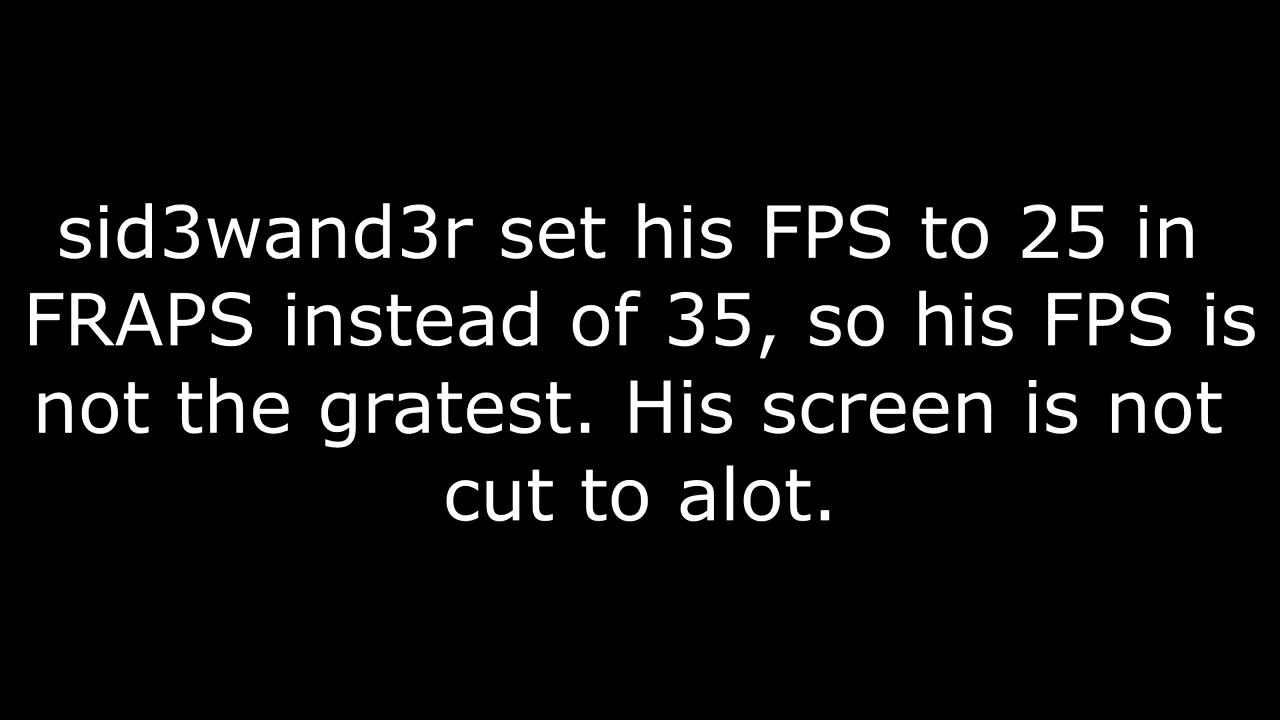 sid3wand3r set his FPS to 25 in
FRAPS instead of 35, so his FPS is
not the gratest. His screen is not
cut to alot.